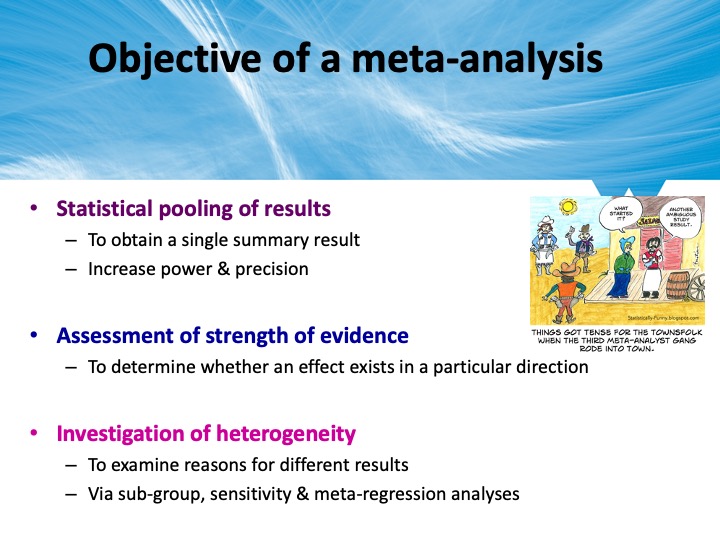 Objective of a meta-analysis
• Statistical pooling of results
– To obtain a single summary result
– Increase power & precision
• Assessment of strength of evidence
– To determine whether an effect exists in a particular direction
• Investigation of heterogeneity
– To examine reasons for different results
– Via sub-group, sensitivity & meta-regression analyses
WHAT
STARTED
IT?
ANOTHER
AMBIGUOUS
STUDY
RESULT.
Statistically-Funny.blogspot.com
THINGS GOT TENSE FOR THE TOWNSFOLK
WHEN THE THIRD META-ANALYST GANG
RODE INTO TOWN.